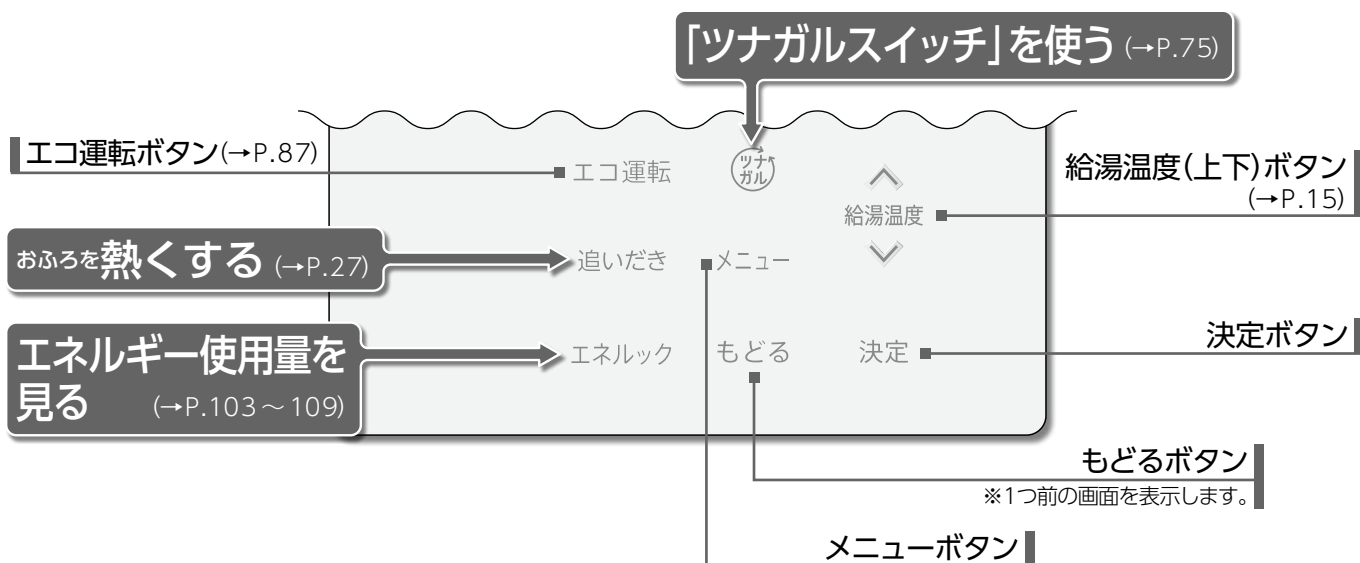 「ツナガルスイッチ」を使う (→P.75)
エコ運転ボタン(→P.87)
エコ運転
ツナ
ガル
給湯温度(上下)ボタン
(→P.15)
給湯温度
おふろを熱くする (→P.27)
追いだき
メニュー
決定ボタン
エネルギー使用量を
見る (→P.103～109)
エネルック
もどる
決定
もどるボタン
※1つ前の画面を表示します。
メニューボタン